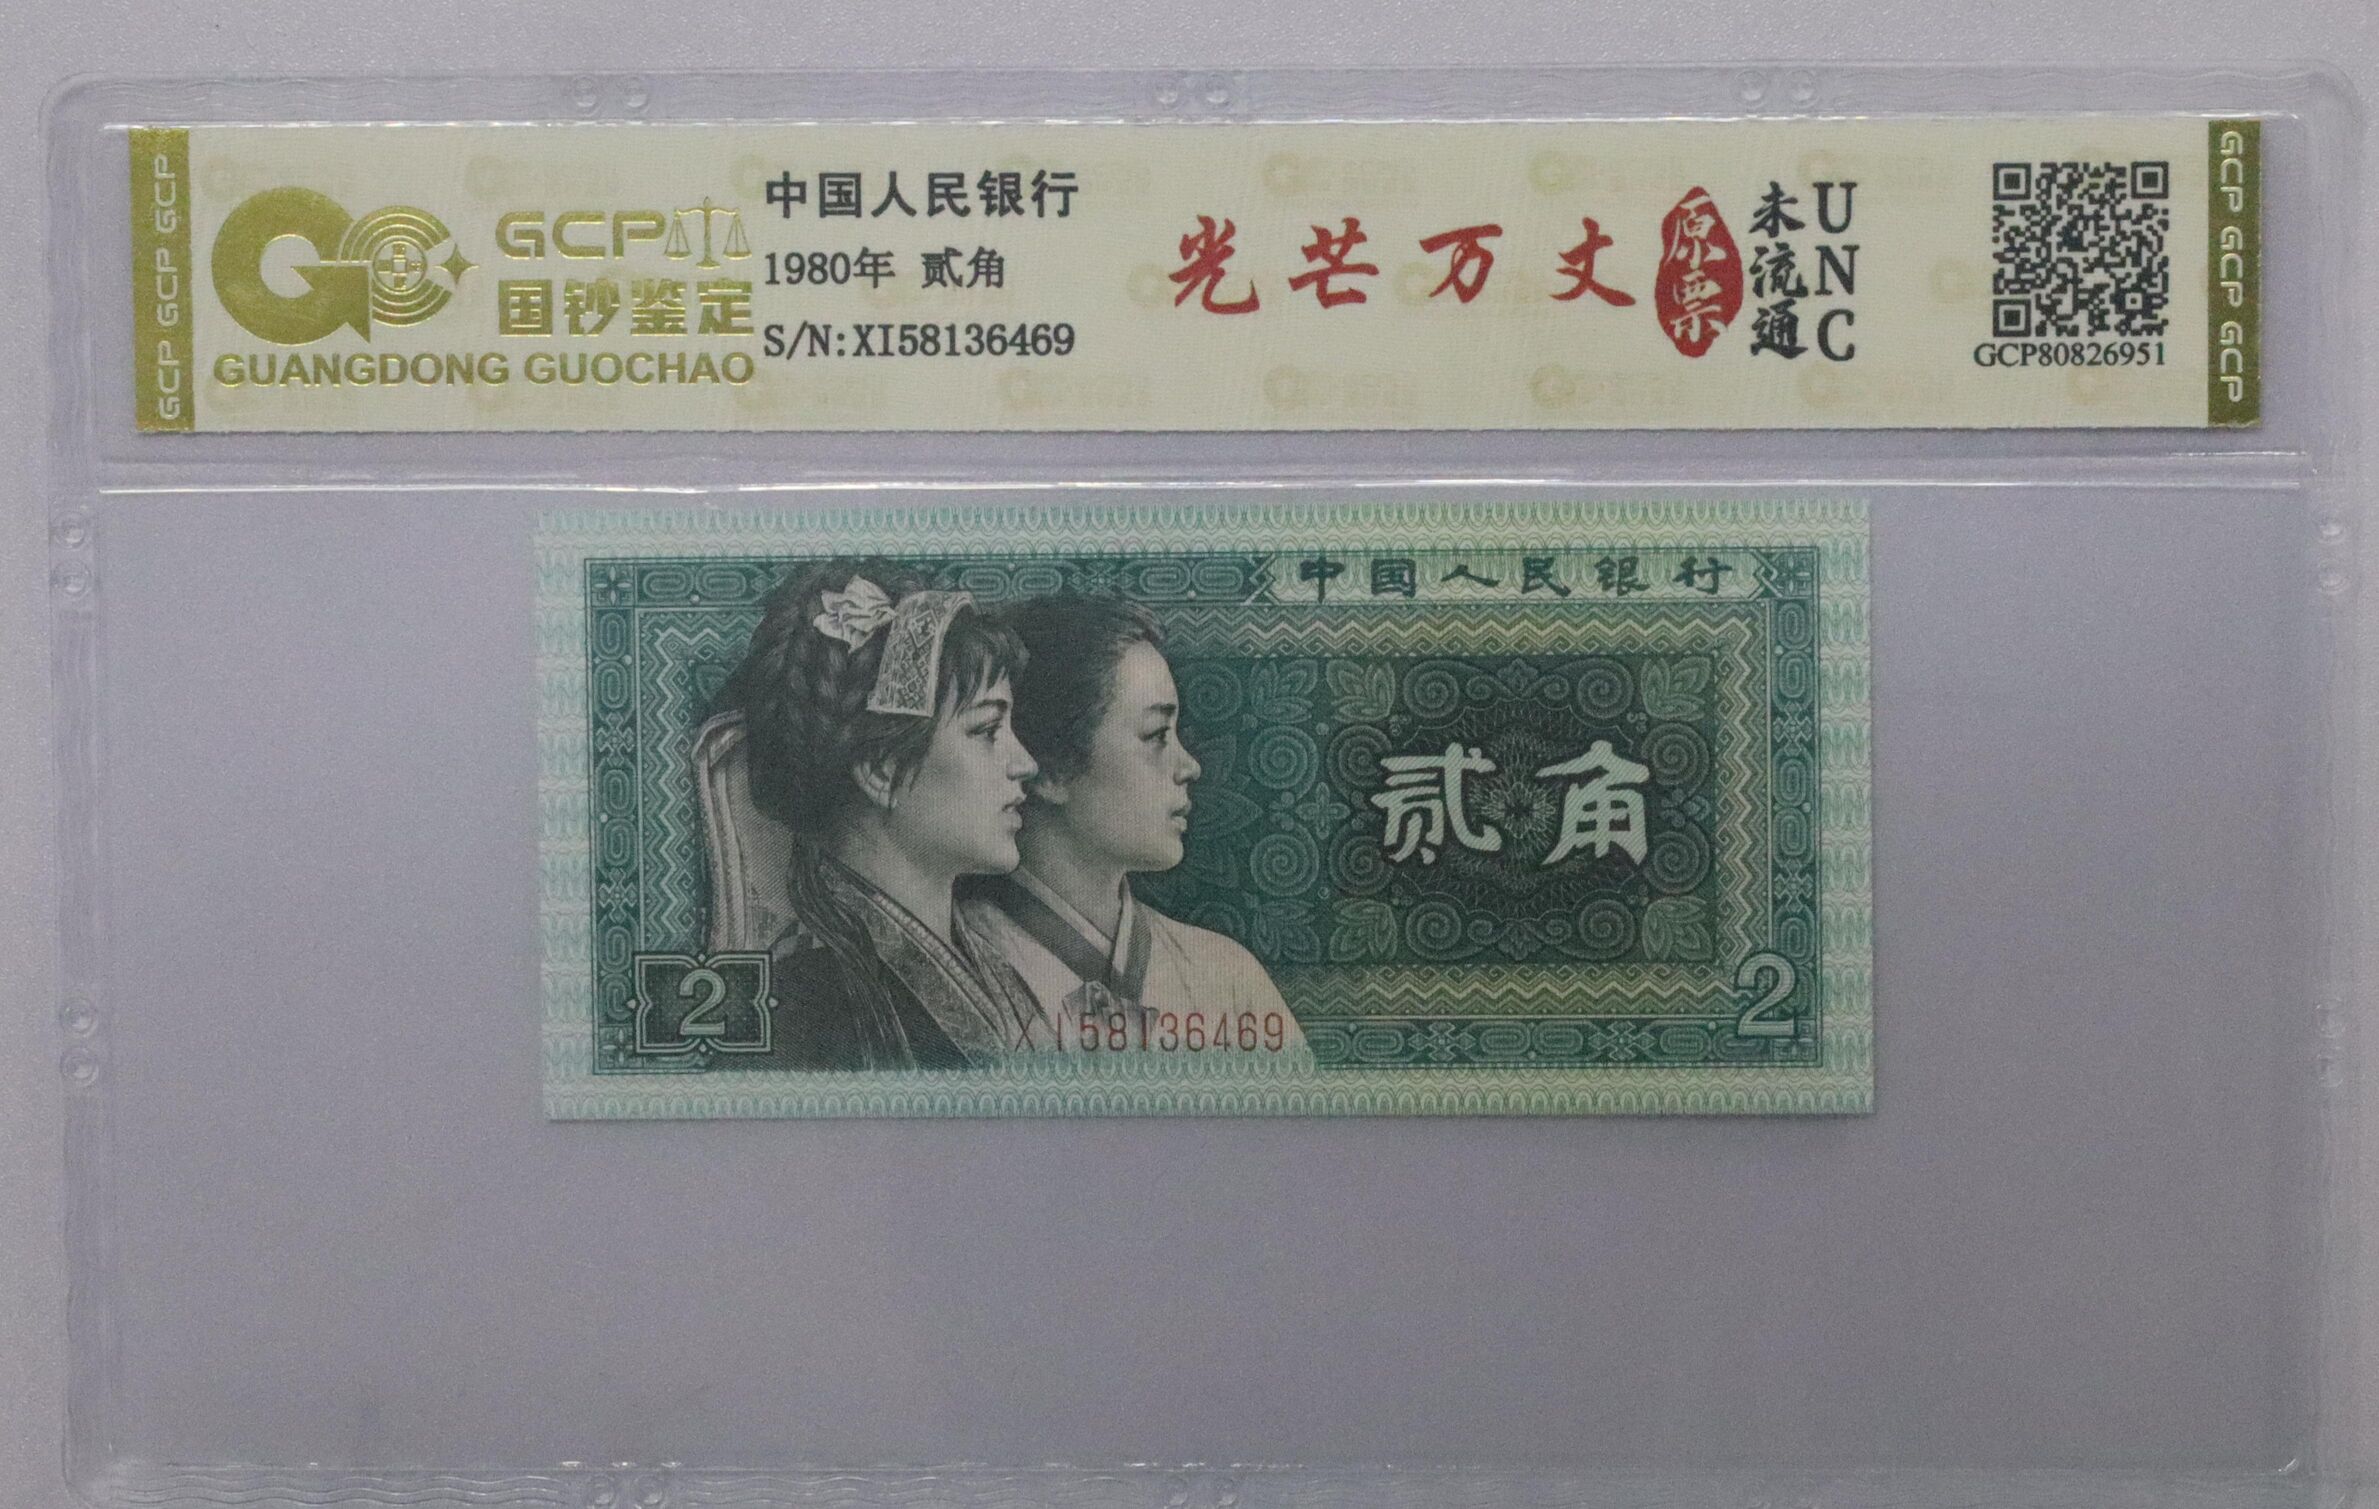 GCP GCP GCP
GCP
国钞鉴定
GUANGDONG GUOCHAO
中国人民银行
1980年 贰角
S/N:XI58136469
光芒万丈
原票
未流通
UNC
GCP80826951
GCP GCP GCP
中国人民银行
贰角
2
XI58136469
2